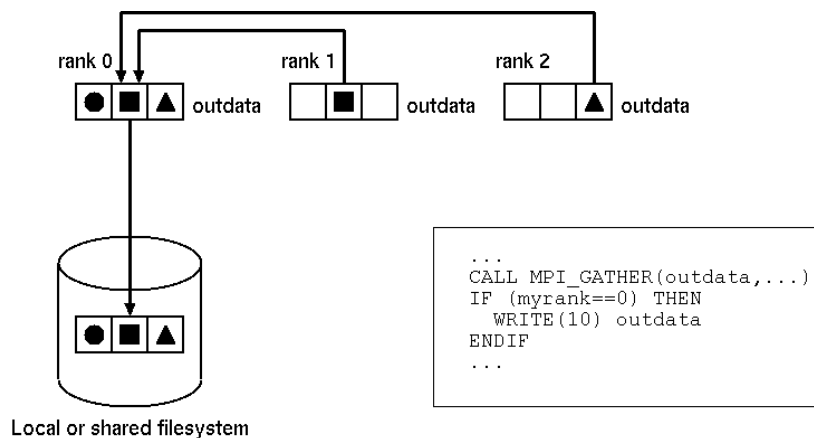 rank 0
rank 1
rank 2
outdata
outdata
outdata
...
CALL MPI_GATHER(outdata,...)
IF (myrank==0) THEN
  WRITE(10) outdata
ENDIF
...
Local or shared filesystem